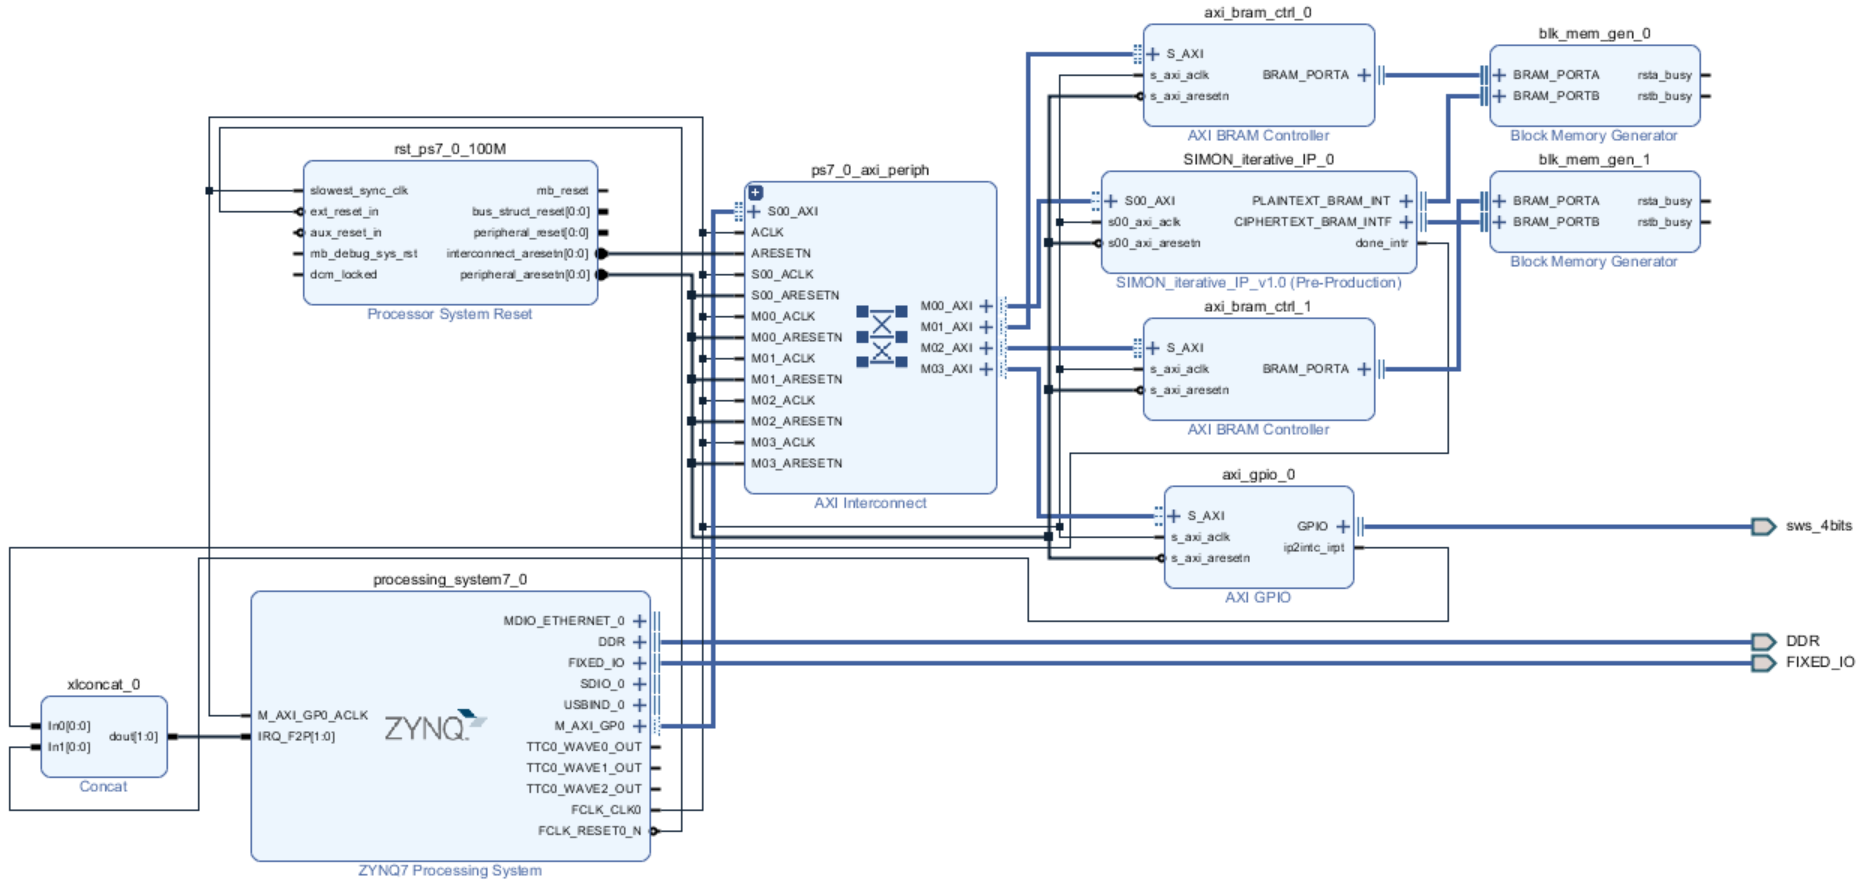 rst_ps7_0_100M
slowest_sync_clk
ext_reset_in
aux_reset_in
mb_debug_sys_rst
dcm_locked
mb_reset
bus_struct_reset[0:0]
peripheral_reset[0:0]
interconnect_aresetn[0:0]
peripheral_aresetn[0:0]
Processor System Reset
ps7_0_axi_periph
S00_AXI
ACLK
ARESETN
S00_ACLK
S00_ARESETN
M00_ACLK
M00_ARESETN
M01_ACLK
M01_ARESETN
M02_ACLK
M02_ARESETN
M03_ACLK
M03_ARESETN
M00_AXI
M01_AXI
M02_AXI
M03_AXI
AXI Interconnect
axi_bram_ctrl_0
S_AXI
s_axi_aclk
s_axi_aresetn
BRAM_PORTA
AXI BRAM Controller
blk_mem_gen_0
BRAM_PORTA
BRAM_PORTB
rsta_busy
rstb_busy
Block Memory Generator
SIMON_iterative_IP_0
S00_AXI
s00_axi_aclk
s00_axi_aresetn
PLAINTEXT_BRAM_INT
CIPHERTEXT_BRAM_INTF
done_intr
SIMON_iterative_IP_v1.0 (Pre-Production)
blk_mem_gen_1
BRAM_PORTA
BRAM_PORTB
rsta_busy
rstb_busy
Block Memory Generator
axi_bram_ctrl_1
S_AXI
s_axi_aclk
s_axi_aresetn
BRAM_PORTA
AXI BRAM Controller
axi_gpio_0
S_AXI
s_axi_aclk
s_axi_aresetn
GPIO
ip2intc_irpt
AXI GPIO
sws_4bits
DDR
FIXED_IO
processing_system7_0
M_AXI_GP0_ACLK
IRQ_F2P[1:0]
ZYNQ
MDIO_ETHERNET_0
DDR
FIXED_IO
SDIO_0
USBIND_0
M_AXI_GP0
TTC0_WAVE0_OUT
TTC0_WAVE1_OUT
TTC0_WAVE2_OUT
FCLK_CLK0
FCLK_RESET0_N
ZYNQ7 Processing System
xlconcat_0
In0[0:0]
In1[0:0]
dout[1:0]
Concat